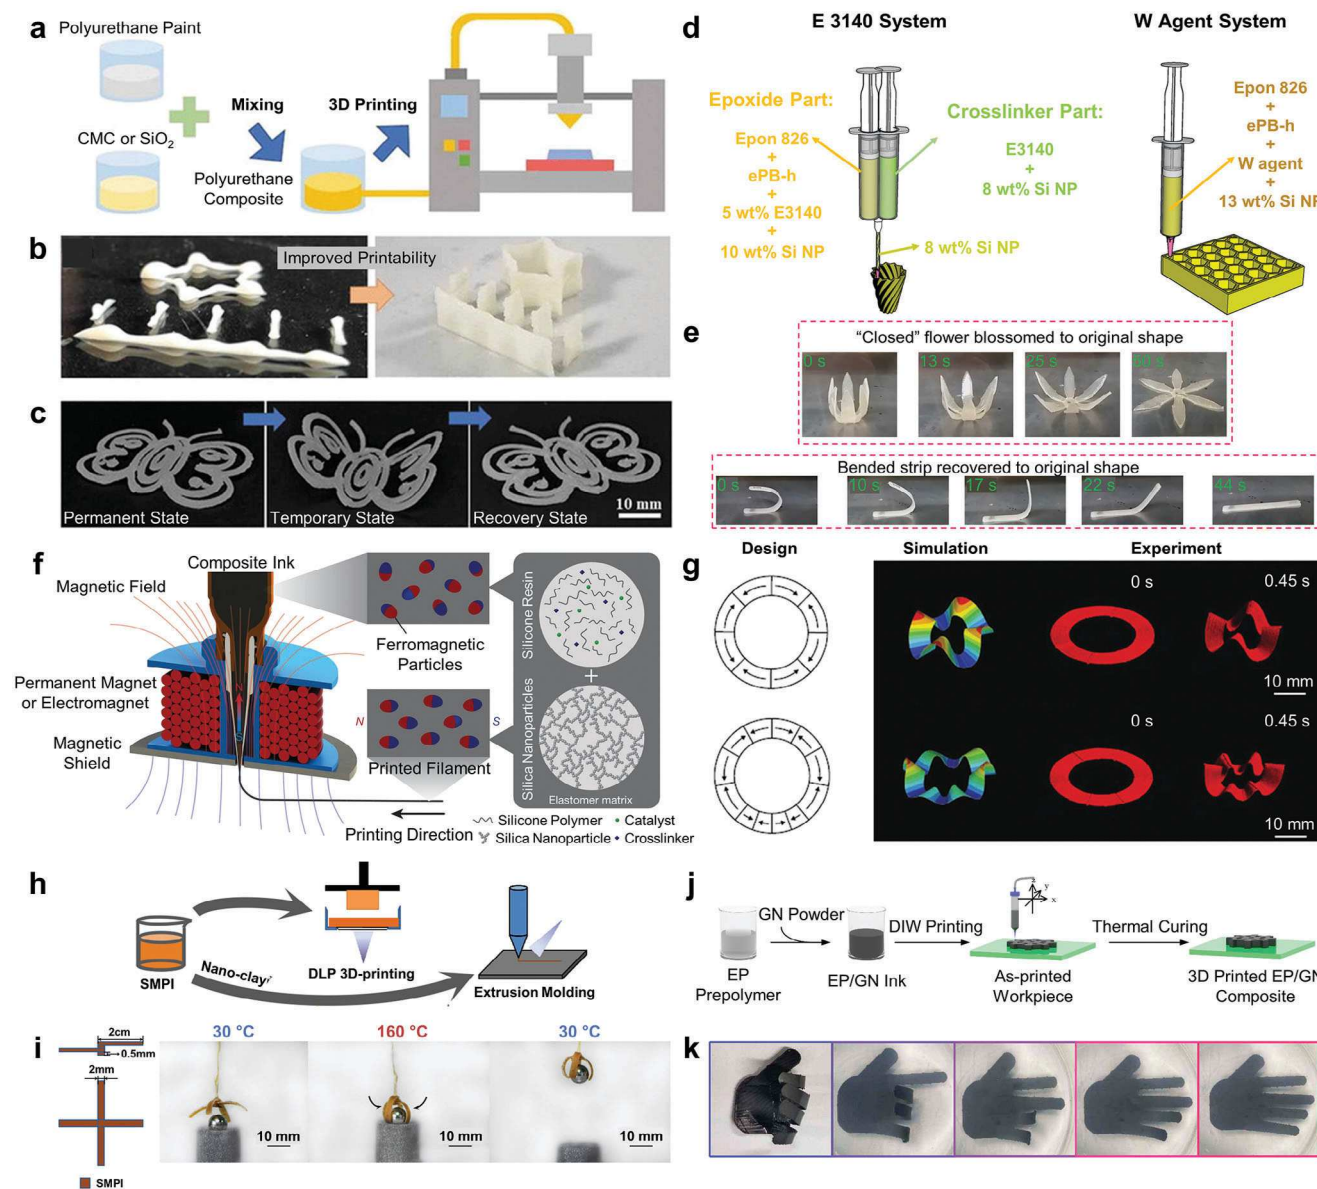 a
Polyurethane Paint
CMC or SiO₂
Mixing
Polyurethane
Composite
3D Printing
b
Improved Printability
c
Permanent State
Temporary State
Recovery State
10 mm
d
E 3140 System
W Agent System
Epoxide Part:
Epon 826
+
ePB-h
+
5 wt% E3140
+
10 wt% Si NP
Crosslinker Part:
E3140
+
8 wt% Si NP
8 wt% Si NP
Epon 826
+
ePB-h
+
W agent
+
13 wt% Si NP
e
“Closed” flower blossomed to original shape
0 s
13 s
25 s
60 s
Bended strip recovered to original shape
0 s
10 s
17 s
22 s
44 s
f
Composite Ink
Magnetic Field
Permanent Magnet
or Electromagnet
Magnetic
Shield
Ferromagnetic
Particles
N
S
Printed Filament
Printing Direction
Silicone Resin
+
Silica Nanoparticles
Elastomer matrix
Silicone Polymer
Catalyst
Silica Nanoparticle
Crosslinker
g
Design
Simulation
Experiment
0 s
0.45 s
10 mm
0 s
0.45 s
10 mm
h
SMPI
Nano-clay
DLP 3D-printing
Extrusion Molding
i
2cm
0.5mm
2mm
SMPI
30 °C
160 °C
30 °C
10 mm
10 mm
10 mm
j
EP
Prepolymer
GN Powder
EP/GN Ink
DIW Printing
z
y
x
As-printed
Workpiece
Thermal Curing
3D Printed EP/GN
Composite
k